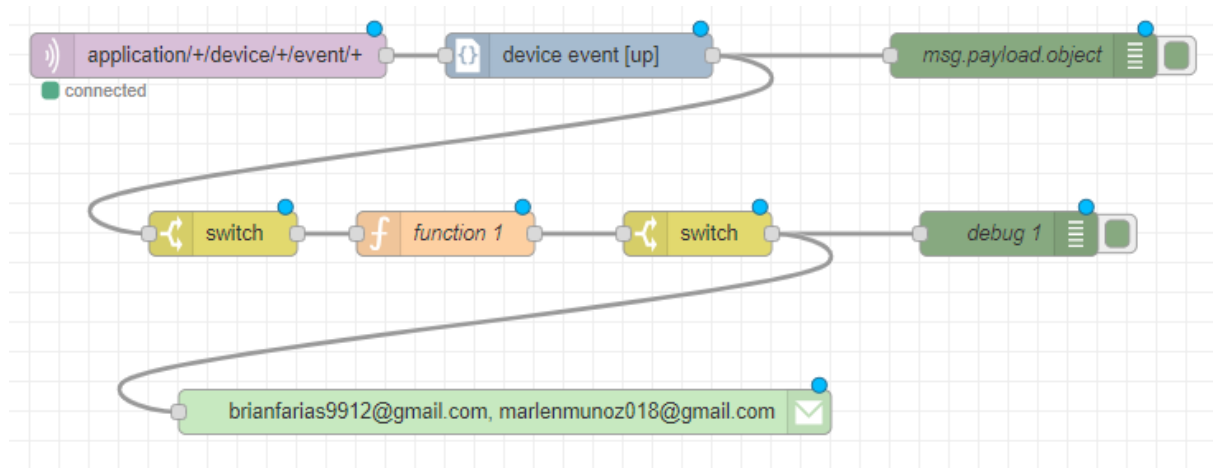 application/+/device/+/event/+
device event [up]
msg.payload.object
connected
switch
function 1
switch
debug 1
brianfarias9912@gmail.com, marlenmunoz018@gmail.com